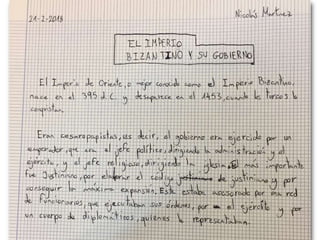 21-2-2018
Nicolás Martínez
EL IMPERIO
BIZANTINO Y SU GOBIERNO
El Imperio de Oriente, o mejor conocido como el Imperio Bizantino,
nace en el 395 d.C. y desaparece en el 1453, cuando los turcos lo
conquistan.
Eran cesaropapistas, es decir, el gobierno era ejercido por un
emperador, que era el jefe político, dirigiendo la administración y el
ejército, y el jefe religioso, dirigiendo la iglesia. El más importante
fue Justiniano, por elaborar el código de justiniano y por
conseguir la máxima expansión. Este estaba asesorado por una red
de funcionarios, que ejecutaban sus órdenes, por el ejército y por
un cuerpo de diplomáticos, quienes lo representaban.